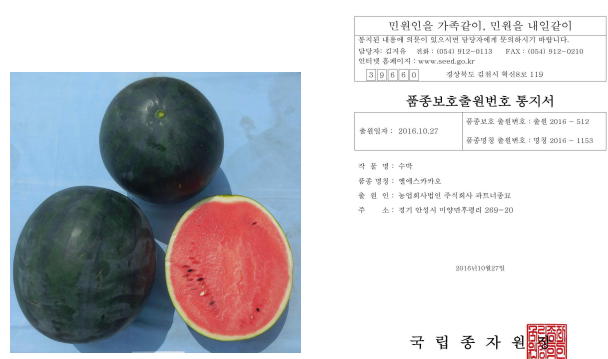 민원인을 가족같이, 민원을 내일같이
통지된 내용에 의문이 있으시면 담당자에게 문의하시기 바랍니다.
담당자: 김지유 전화 : (054) 912-0113 FAX : (054) 912-0210
인터넷 홈페이지 : www.seed.go.kr
39660 경상북도 김천시 혁신8로 119
품종보호출원번호 통지서
출원일자 : 2016.10.27
품종보호 출원번호 : 출원 2016 - 512
품종명칭 출원번호 : 명칭 2016 - 1153
작 물 명 : 수박
품종 명칭 : 엘에스카카오
출 원 인 : 농업회사법인 주식회사 파트너종묘
주 소 : 경기 안성시 미양면후평리 269-20
2016년10월27일
국 립 종 자 원 장